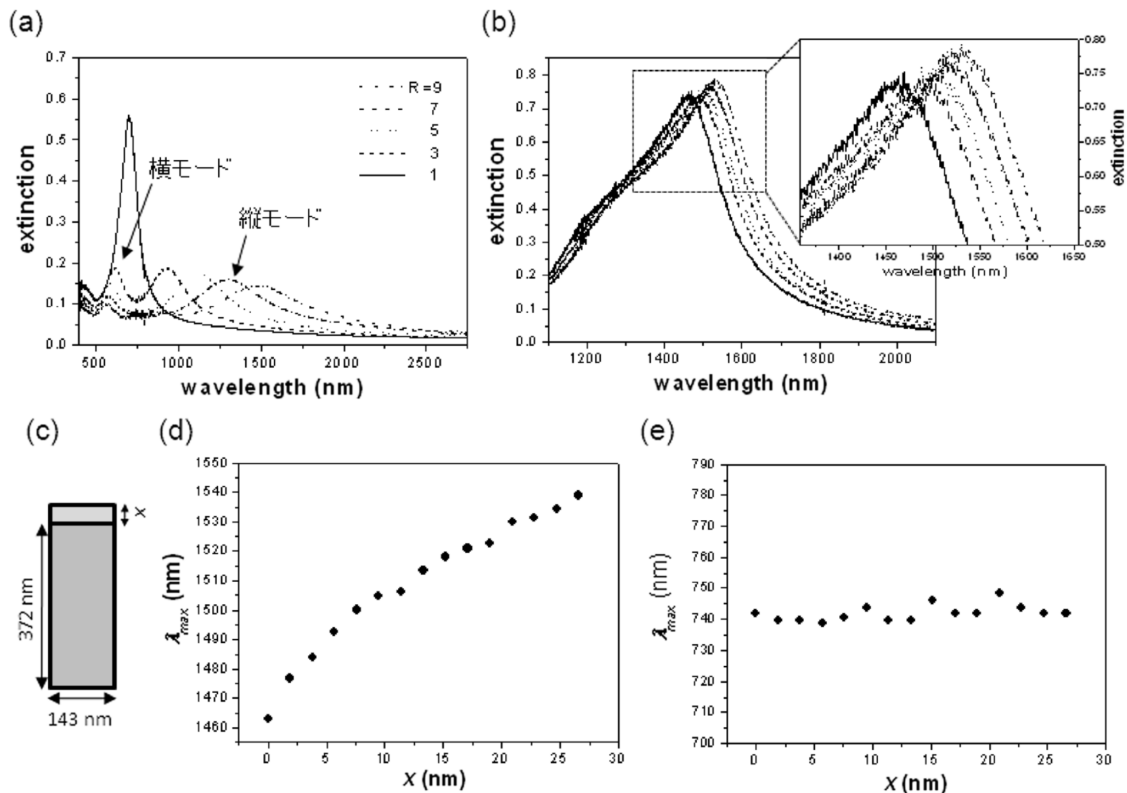 (a)
0.7
0.6
0.5
0.4
0.3
0.2
0.1
0.0
extinction
R=9
7
5
3
1
横モード
縦モード
500 1000 1500 2000 2500
wavelength (nm)
(b)
0.8
0.7
0.6
0.5
0.4
0.3
0.2
0.1
0.0
extinction
1200 1400 1600 1800 2000
wavelength (nm)
0.80
0.75
0.70
0.65
0.60
0.55
0.50
extinction
1400 1450 1500 1550 1600 1650
wavelength (nm)
(c)
x
372 nm
143 nm
(d)
1550
1540
1530
1520
1510
1500
1490
1480
1470
1460
λmax (nm)
0 5 10 15 20 25 30
X (nm)
(e)
790
780
770
760
750
740
730
720
710
700
λmax (nm)
0 5 10 15 20 25 30
X (nm)